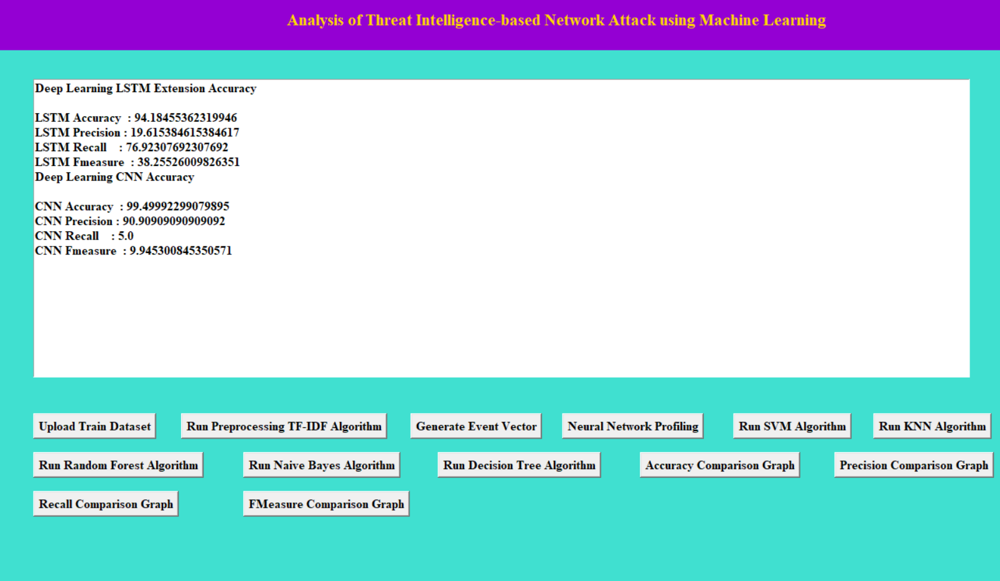 Analysis of Threat Intelligence-based Network Attack using Machine Learning
Deep Learning LSTM Extension Accuracy
LSTM Accuracy : 94.18455362319946
LSTM Precision : 19.615384615384617
LSTM Recall : 76.92307692307692
LSTM Fmeasure : 38.25526009826351
Deep Learning CNN Accuracy
CNN Accuracy : 99.49992299079895
CNN Precision : 90.90909090909092
CNN Recall : 5.0
CNN Fmeasure : 9.945300845350571
Upload Train Dataset Run Preprocessing TF-IDF Algorithm Generate Event Vector Neural Network Profiling Run SVM Algorithm Run KNN Algorithm
Run Random Forest Algorithm Run Naive Bayes Algorithm Run Decision Tree Algorithm Accuracy Comparison Graph Precision Comparison Graph
Recall Comparison Graph FMeasure Comparison Graph